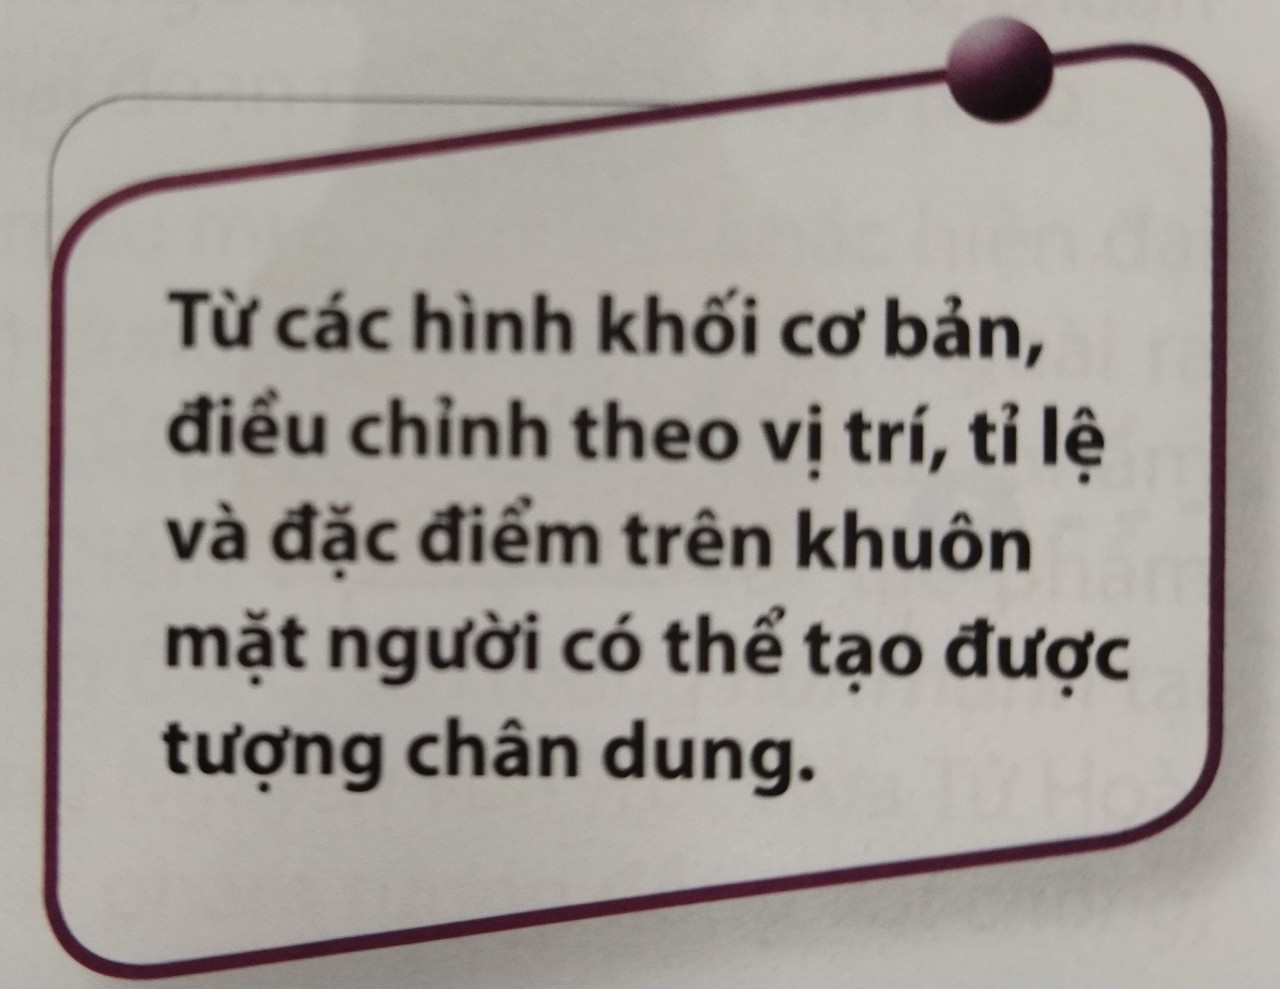 Từ các hình khối cơ bản,
điều chỉnh theo vị trí, tỉ lệ
và đặc điểm trên khuôn
mặt người có thể tạo được
tượng chân dung.